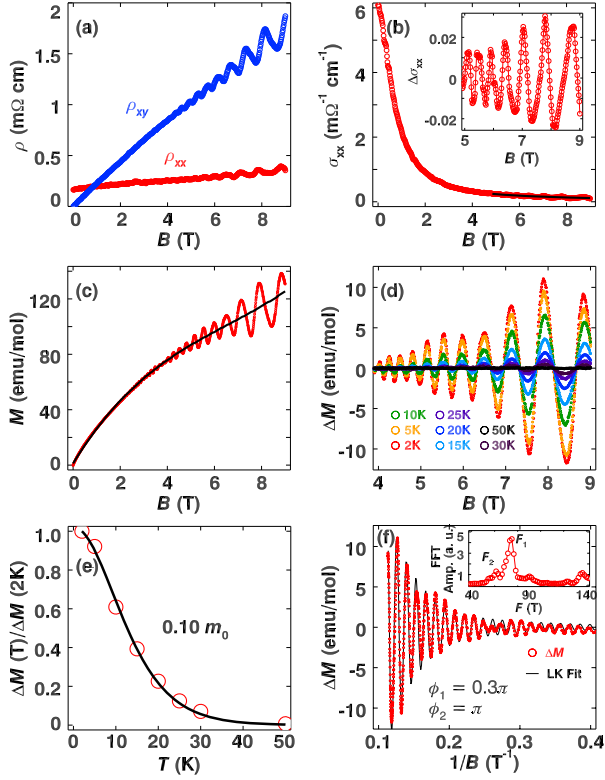 (a)
ρ (mΩ cm)
2
1.5
1
0.5
0
ρxy
ρxx
0 2 4 6 8
B (T)
(b)
σxx (mΩ⁻¹ cm⁻¹)
6
5
4
3
2
1
0
0 2 4 6 8
B (T)
Δσxx
0.02
0
-0.02
5 7 9
B (T)
(c)
M (emu/mol)
120
80
40
0
0 2 4 6 8
B (T)
(d)
ΔM (emu/mol)
10
5
0
-5
-10
10K 25K
5K 20K 50K
2K 15K 30K
4 5 6 7 8 9
B (T)
(e)
ΔM (T)/ΔM (2K)
1.0
0.8
0.6
0.4
0.2
0
0.10 m₀
0 10 20 30 40 50
T (K)
(f)
ΔM (emu/mol)
10
5
0
-5
-10
FFT
Amp. (a. u.)
5
3
1
F₁
F₂
40 90 140
F (T)
ΔM
LK Fit
ϕ₁ = 0.3π
ϕ₂ = π
0.1 0.2 0.3 0.4
1/B (T⁻¹)